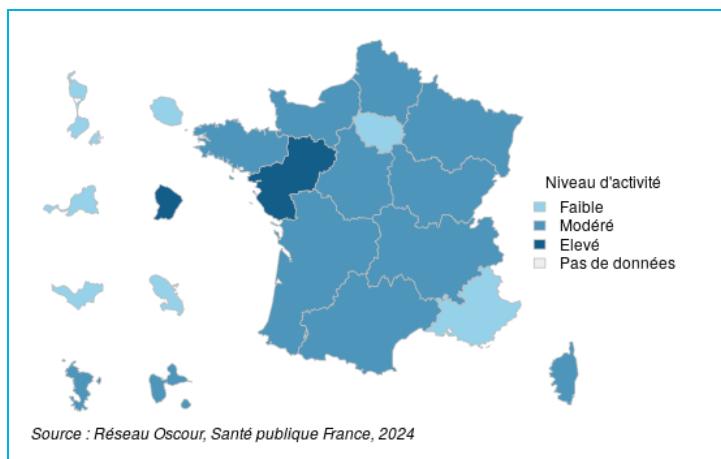 Niveau d'activité
Faible
Modéré
Elevé
Pas de données
Source : Réseau Oscour, Santé publique France, 2024